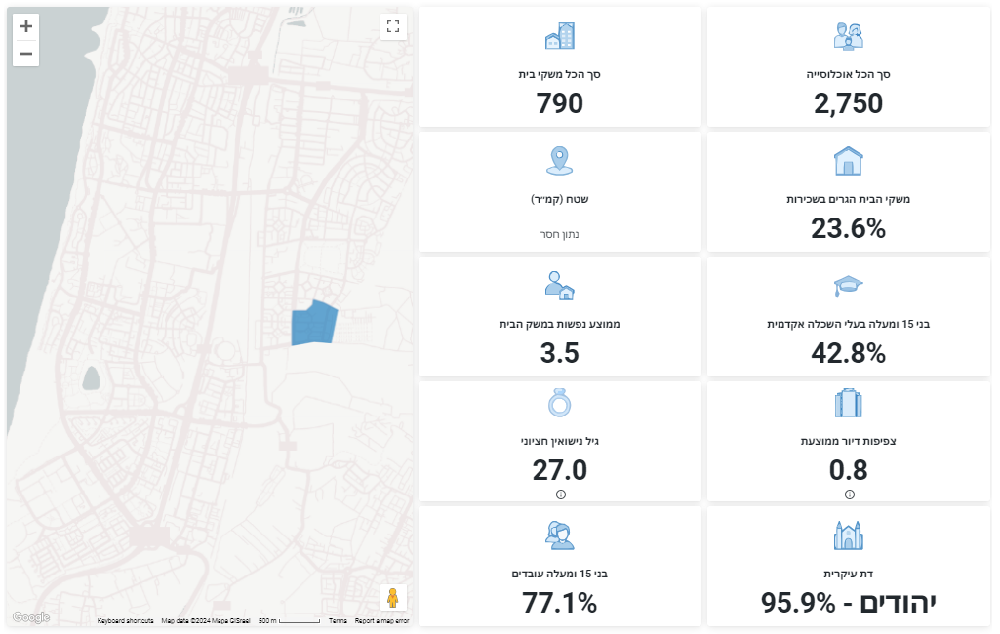 סך הכל אוכלוסייה
2,750
סך הכל משקי בית
790
משקי הבית הגרים בשכירות
23.6%
שטח (קמ״ר)
נתון חסר
בני 15 ומעלה בעלי השכלה אקדמית
42.8%
ממוצע נפשות במשק הבית
3.5
צפיפות דיור ממוצעת
0.8
גיל נישואין חציוני
27.0
דת עיקרית
יהודים - 95.9%
בני 15 ומעלה עובדים
77.1%
Google
Keyboard shortcuts Map data ©2024 Mapa GISrael 500 m Terms Report a map error